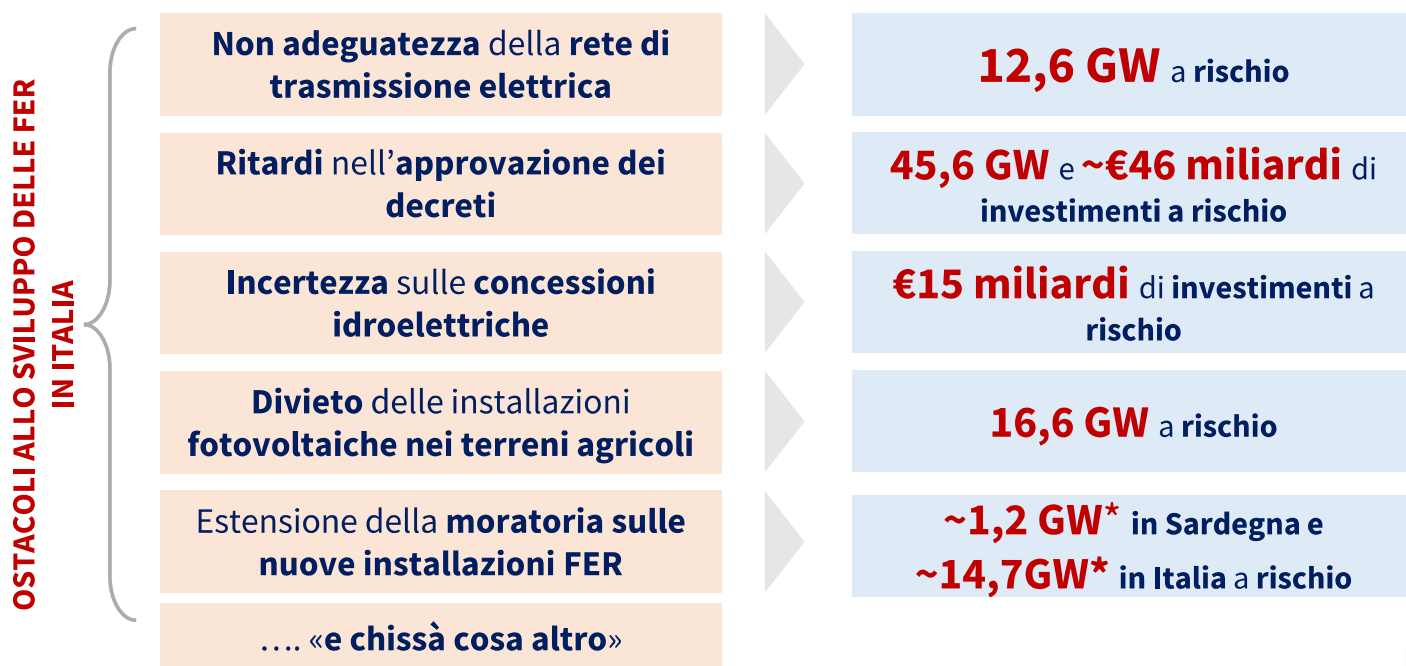 OSTACOLI ALLO SVILUPPO DELLE FER
IN ITALIA
Non adeguatezza della rete di
trasmissione elettrica
12,6 GW a rischio
Ritardi nell'approvazione dei
decreti
45,6 GW e ~€46 miliardi di
investimenti a rischio
Incertezza sulle concessioni
idroelettriche
€15 miliardi di investimenti a
rischio
Divieto delle installazioni
fotovoltaiche nei terreni agricoli
16,6 GW a rischio
Estensione della moratoria sulle
nuove installazioni FER
~1,2 GW* in Sardegna e
~14,7GW* in Italia a rischio
…. «e chissà cosa altro»